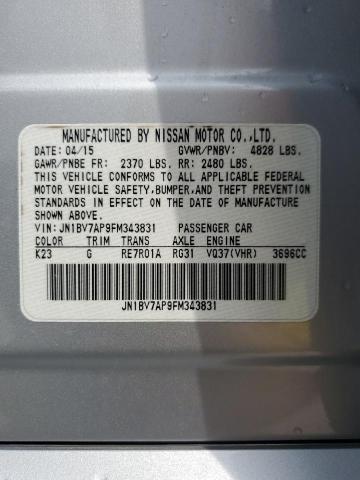 MANUFACTURED BY NISSAN MOTOR CO.,LTD.
DATE: 04/15 GVWR/PNBV: 4828 LBS.
GAWR/PNBE FR: 2370 LBS. RR: 2480 LBS.
THIS VEHICLE CONFORMS TO ALL APPLICABLE FEDERAL
MOTOR VEHICLE SAFETY,BUMPER,AND THEFT PREVENTION
STANDARDS IN EFFECT ON THE DATE OF MANUFACTURE
SHOWN ABOVE.
VIN:JN1BV7AP9FM343831 PASSENGER CAR
COLOR TRIM TRANS AXLE ENGINE
K23 G RE7R01A RG31 VQ37(VHR) 3696CC
JN1BV7AP9FM343831